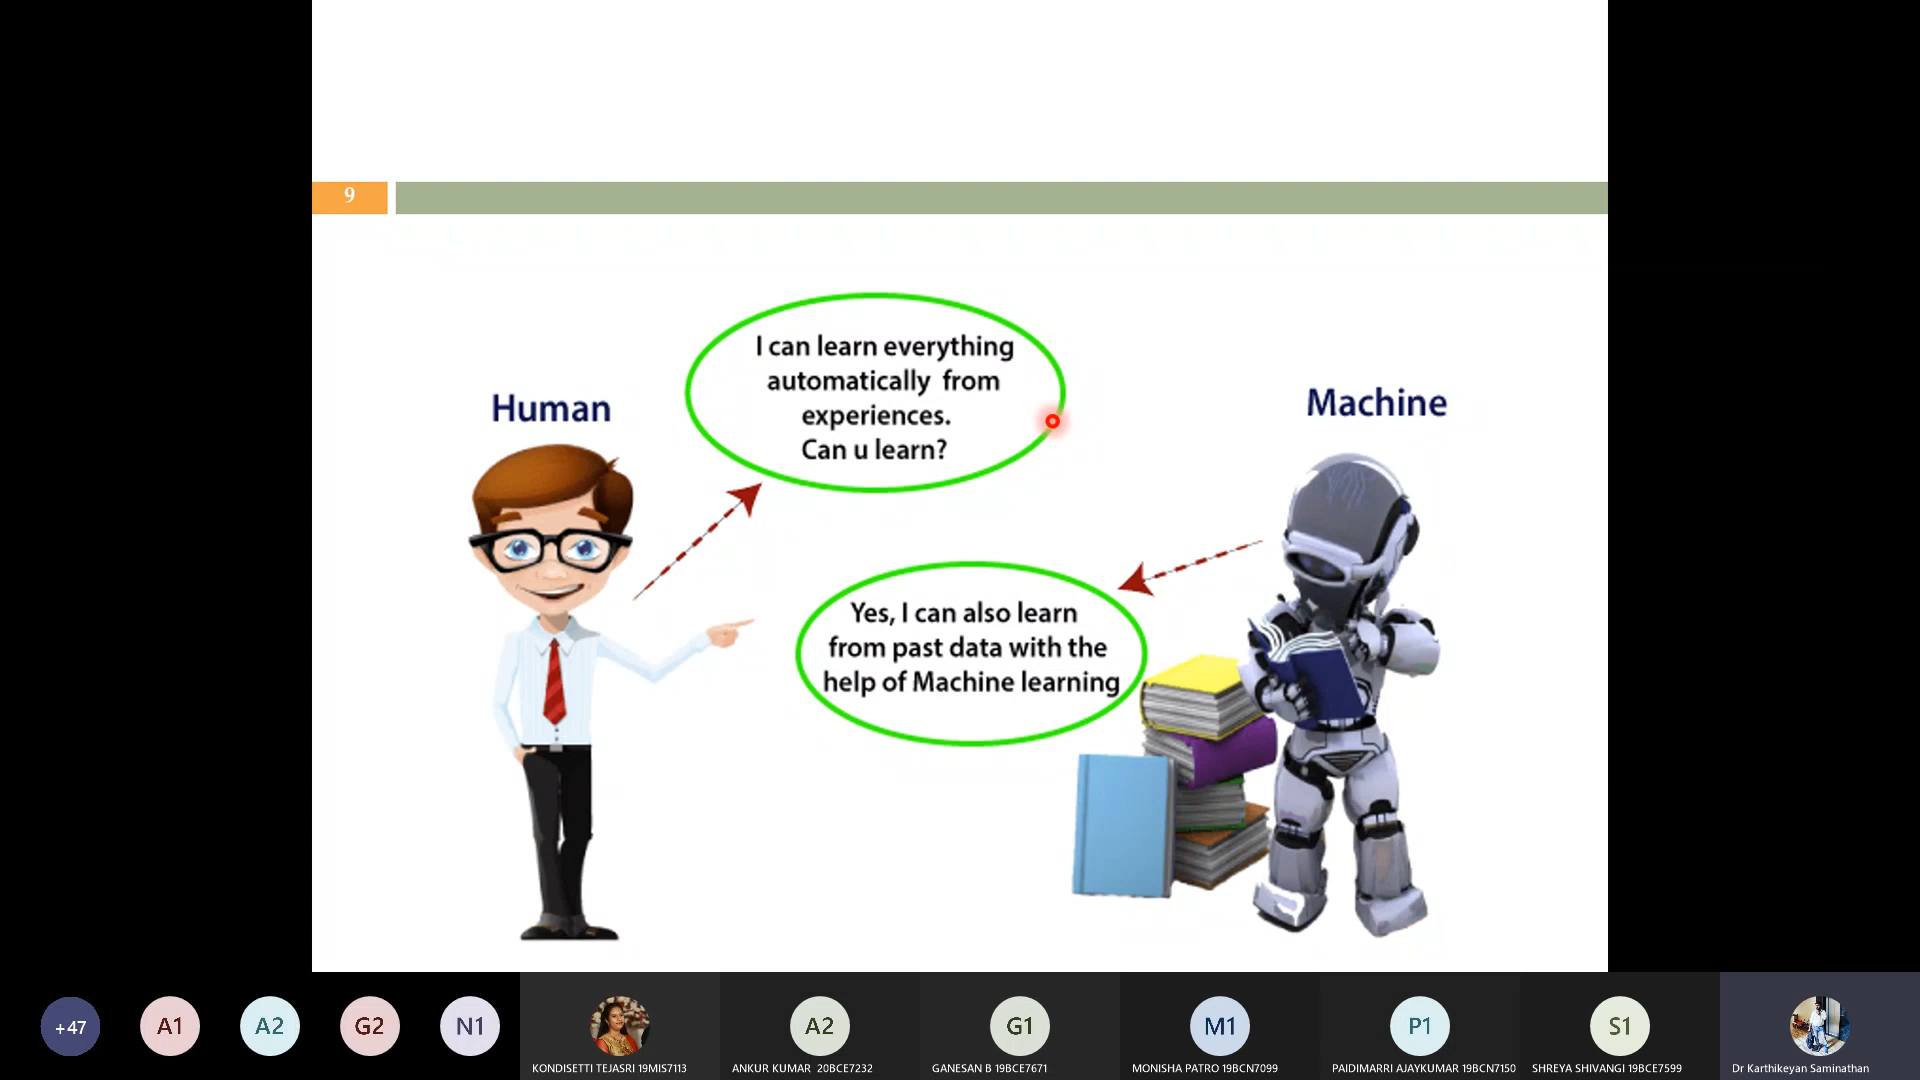 9
I can learn everything
automatically from
experiences.
Can u learn?
Human
Machine
Yes, I can also learn
from past data with the
help of Machine learning
+47
A1
A2
G2
N1
A2
G1
M1
P1
S1
KONDISETTI TEJASRI 19MIS7113
ANKUR KUMAR 20BCE7232
GANESAN B 19BCE7671
MONISHA PATRO 19BCN7099
PAIDIMARRI AJAYKUMAR 19BCN7150
SHREYA SHIVANGI 19BCE7599
Dr Karthikeyan Saminathan